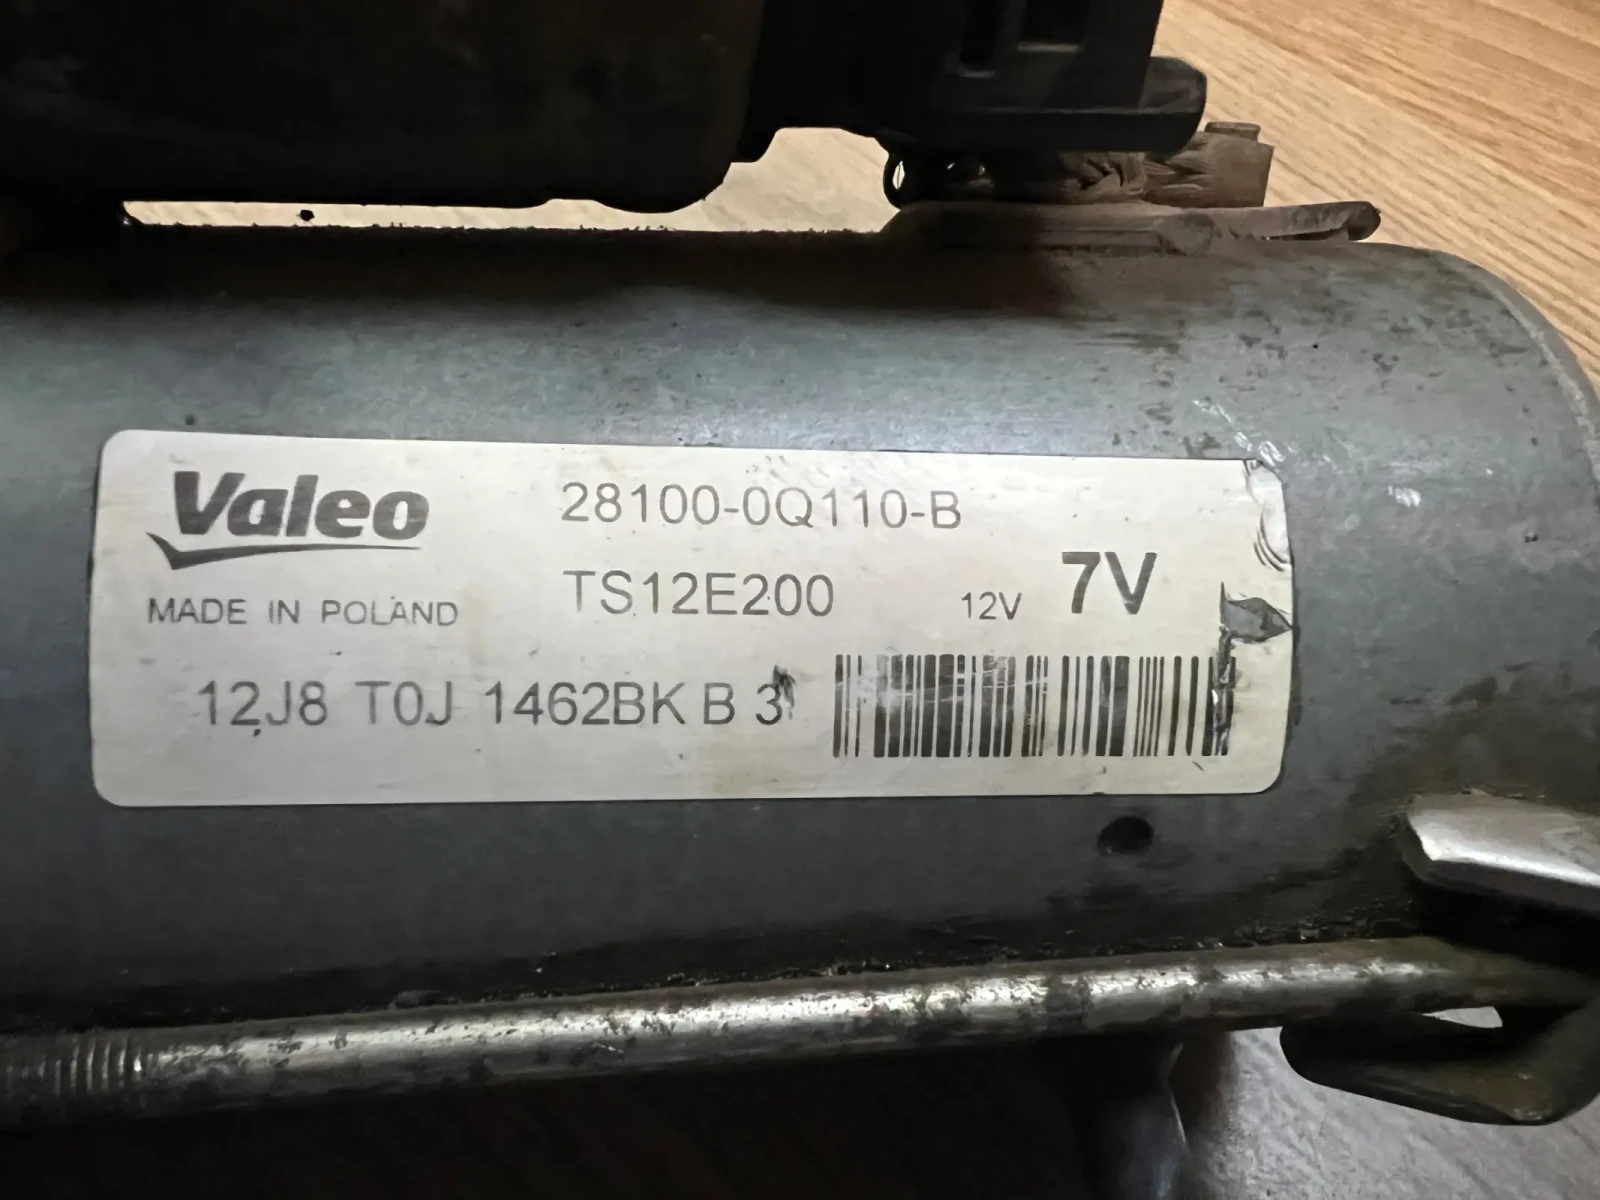 Valeo 28100-0Q110-B
TS12E200 12V 7V
MADE IN POLAND
12J8 T0J 1462BK B 3